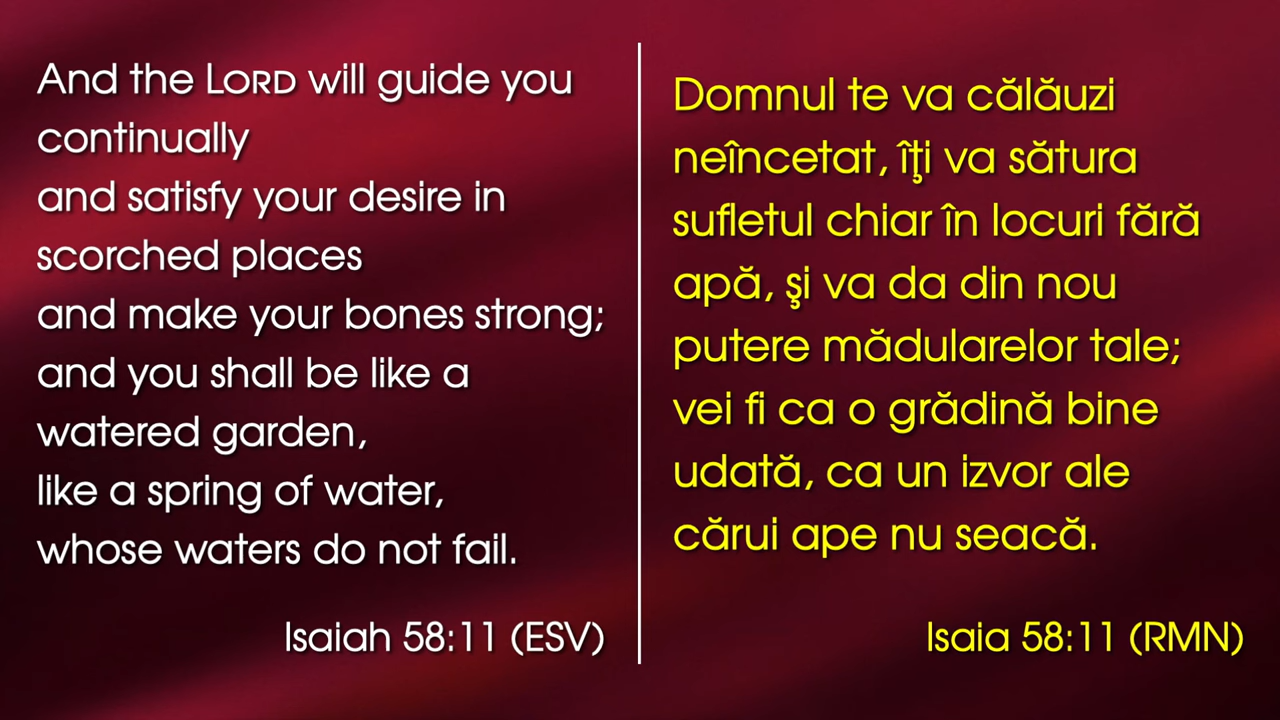 And the LORD will guide you
continually
and satisfy your desire in
scorched places
and make your bones strong;
and you shall be like a
watered garden,
like a spring of water,
whose waters do not fail.
Isaiah 58:11 (ESV)
Domnul te va călăuzi
neîncetat, îţi va sătura
sufletul chiar în locuri fără
apă, şi va da din nou
putere mădularelor tale;
vei fi ca o grădină bine
udată, ca un izvor ale
cărui ape nu seacă.
Isaia 58:11 (RMN)